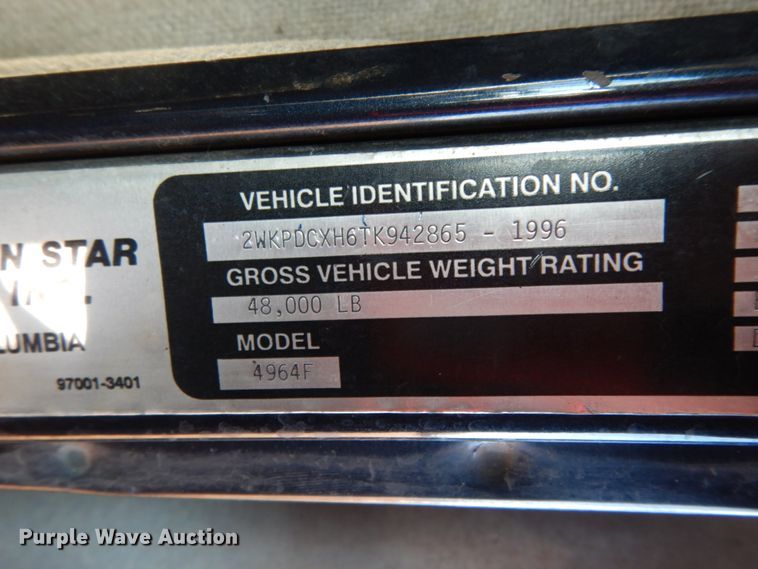 VEHICLE IDENTIFICATION NO.
2WKPDCXH6TK942865 - 1996
GROSS VEHICLE WEIGHT RATING
48,000 LB
MODEL
4964F
N STAR
INC.
LUMBIA
97001-3401
Purple Wave Auction